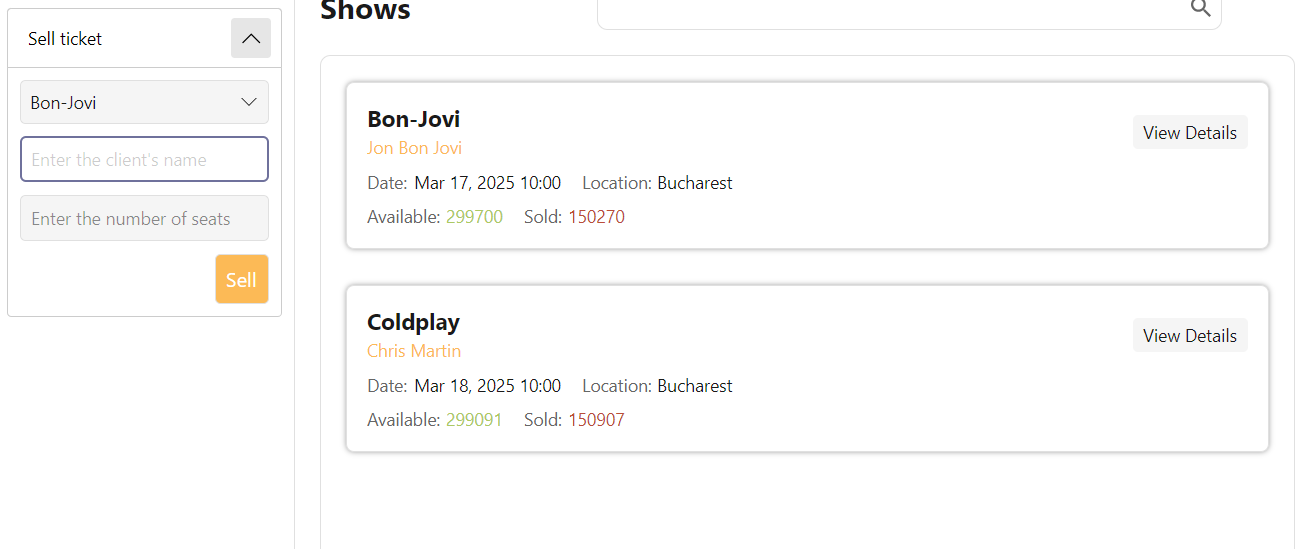 Sell ticket
Bon-Jovi
Enter the client's name
Enter the number of seats
Sell
Shows
Bon-Jovi
Jon Bon Jovi
View Details
Date: Mar 17, 2025 10:00 Location: Bucharest
Available: 299700 Sold: 150270
Coldplay
Chris Martin
View Details
Date: Mar 18, 2025 10:00 Location: Bucharest
Available: 299091 Sold: 150907